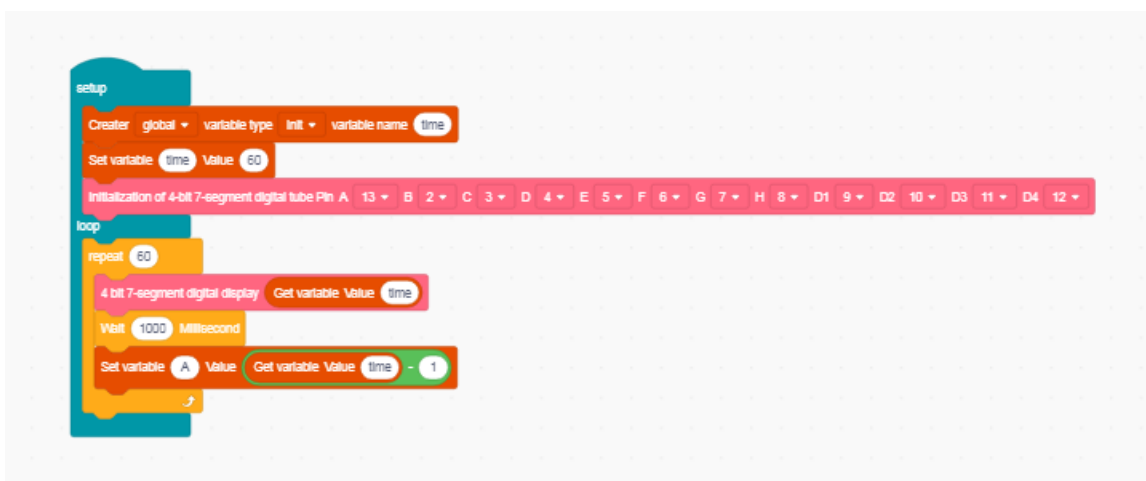 setup
Creater global variable type Init variable name time
Set variable time Value 60
Initialization of 4-bit 7-segment digital tube Pin A 13 B 2 C 3 D 4 E 5 F 6 G 7 H 8 D1 9 D2 10 D3 11 D4 12
loop
repeat 60
4 bit 7-segment digital display Get variable Value time
Wait 1000 Millisecond
Set variable A Value Get variable Value time - 1